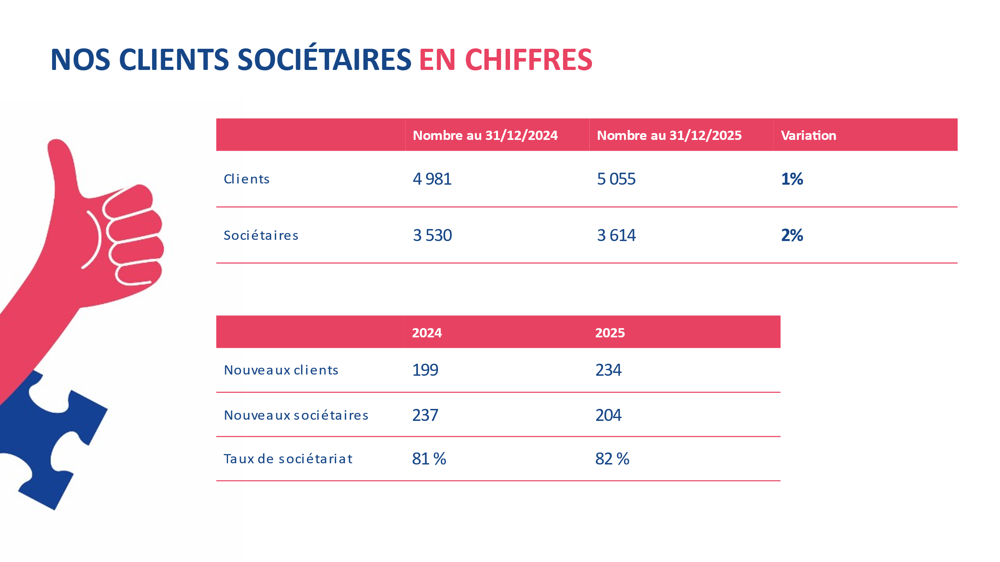 NOS CLIENTS SOCIÉTAIRES EN CHIFFRES
Nombre au 31/12/2024 Nombre au 31/12/2025 Variation
Clients 4 981 5 055 1%
Sociétaires 3 530 3 614 2%
2024 2025
Nouveaux clients 199 234
Nouveaux sociétaires 237 204
Taux de sociétariat 81 % 82 %